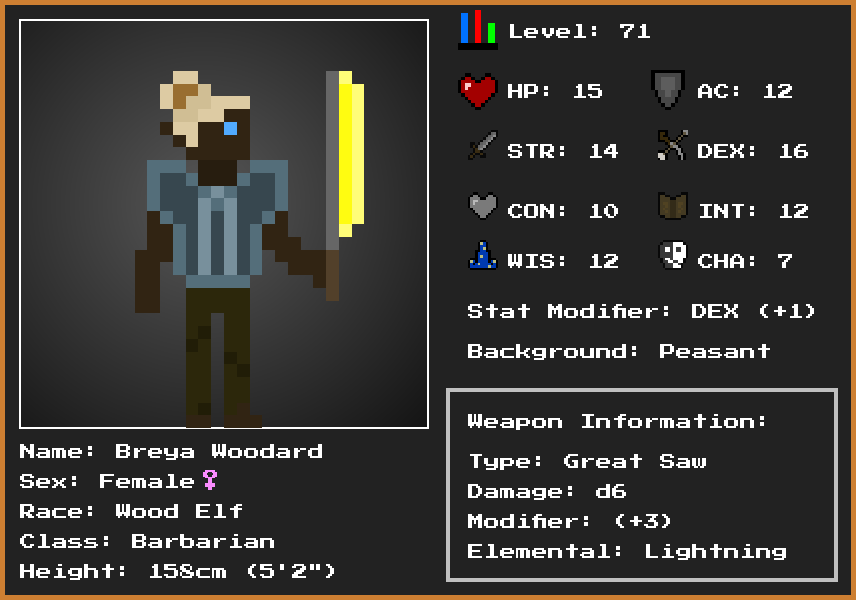 Level: 71
HP: 15 AC: 12
STR: 14 DEX: 16
CON: 10 INT: 12
WIS: 12 CHA: 7
Stat Modifier: DEX (+1)
Background: Peasant
Weapon Information:
Type: Great Saw
Damage: d6
Modifier: (+3)
Elemental: Lightning
Name: Breya Woodard
Sex: Female♀
Race: Wood Elf
Class: Barbarian
Height: 158cm (5'2")